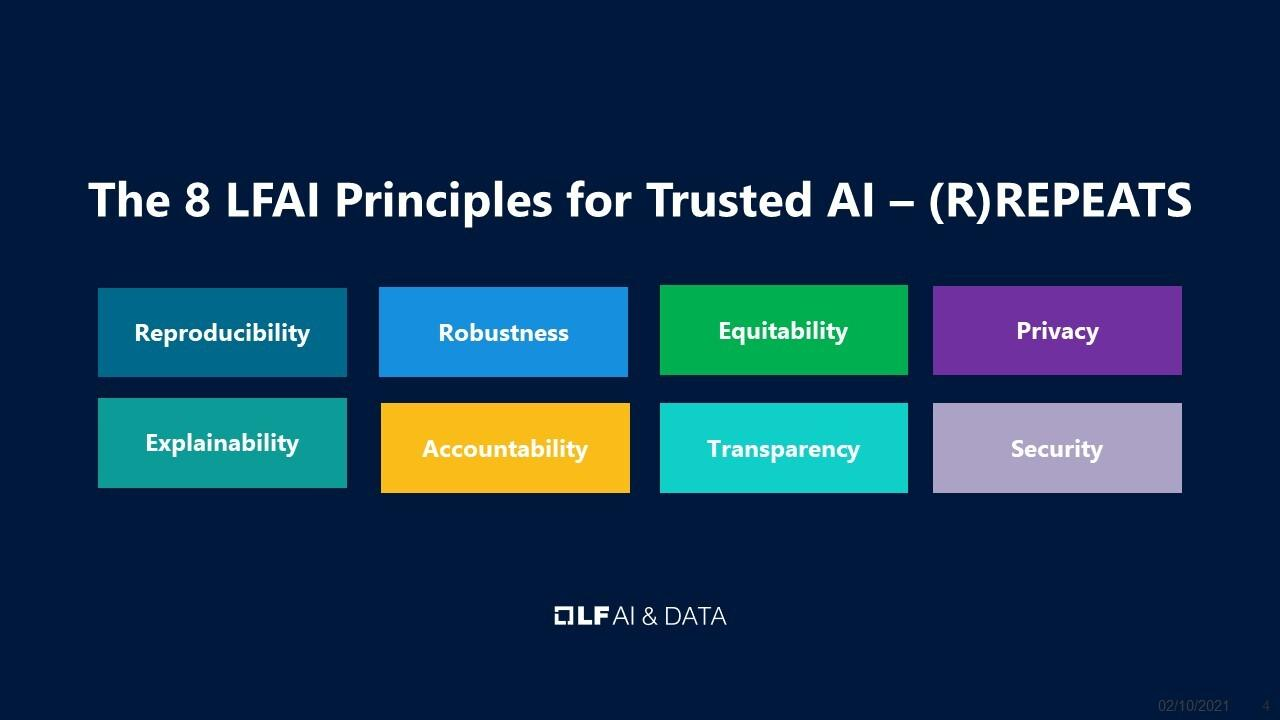 The 8 LFAI Principles for Trusted AI – (R)REPEATS
Reproducibility
Robustness
Equitability
Privacy
Explainability
Accountability
Transparency
Security
LF AI & DATA
02/10/2021 4